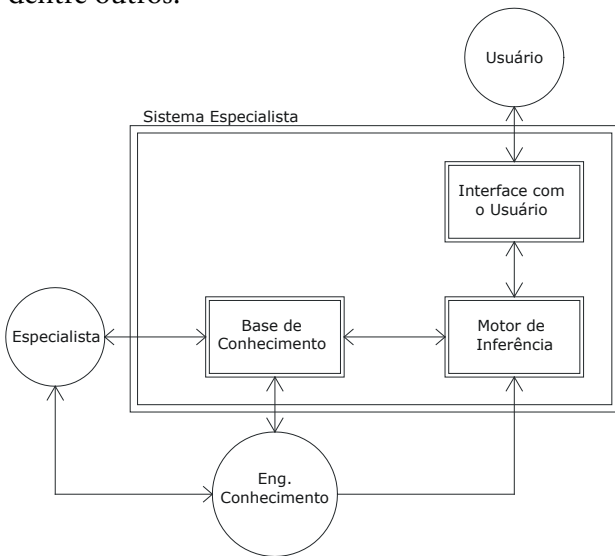 dentre outros.
Usuário
Sistema Especialista
Interface com
o Usuário
Especialista
Base de
Conhecimento
Motor de
Inferência
Eng.
Conhecimento